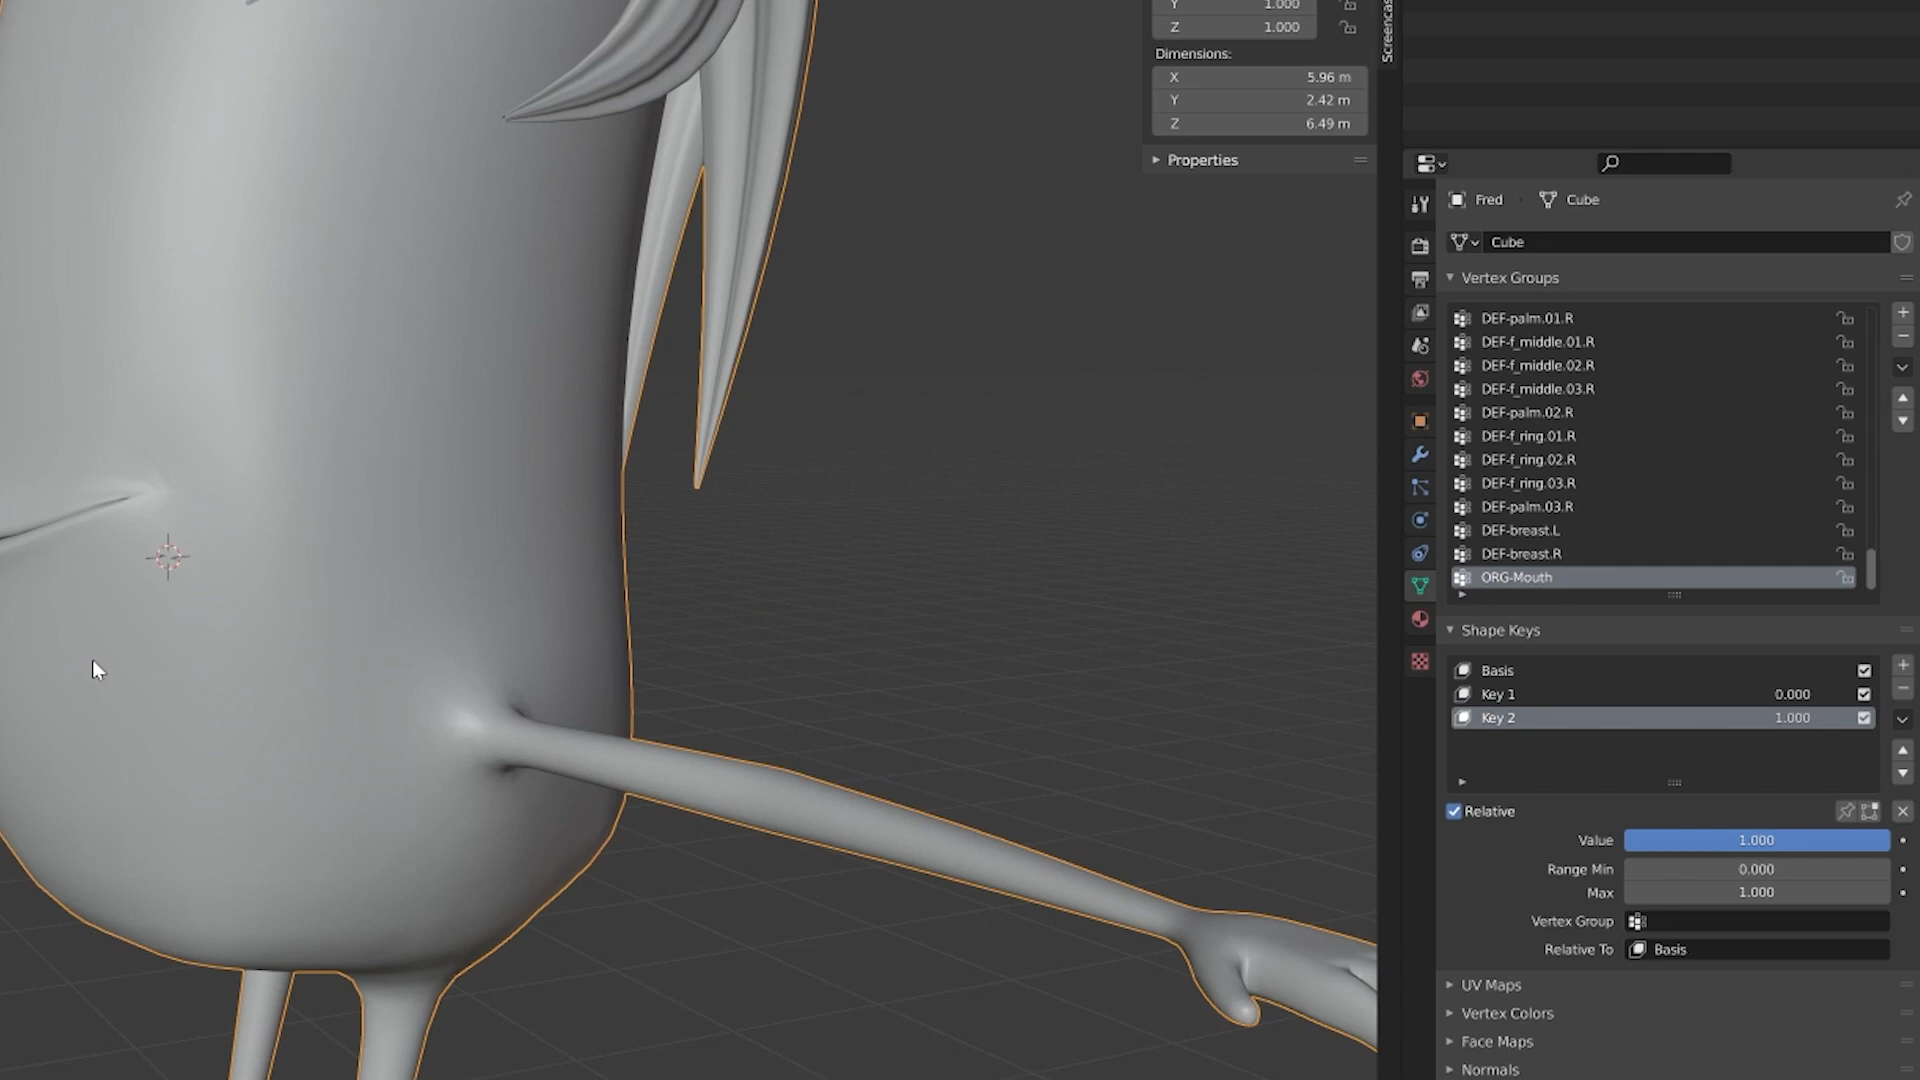 Y 1.000
Z 1.000
Dimensions:
X 5.96 m
Y 2.42 m
Z 6.49 m
Properties
Screencas
Fred Cube
Cube
Vertex Groups
DEF-palm.01.R
DEF-f_middle.01.R
DEF-f_middle.02.R
DEF-f_middle.03.R
DEF-palm.02.R
DEF-f_ring.01.R
DEF-f_ring.02.R
DEF-f_ring.03.R
DEF-palm.03.R
DEF-breast.L
DEF-breast.R
ORG-Mouth
Shape Keys
Basis
Key 1 0.000
Key 2 1.000
Relative
Value 1.000
Range Min 0.000
Max 1.000
Vertex Group
Relative To Basis
UV Maps
Vertex Colors
Face Maps
Normals